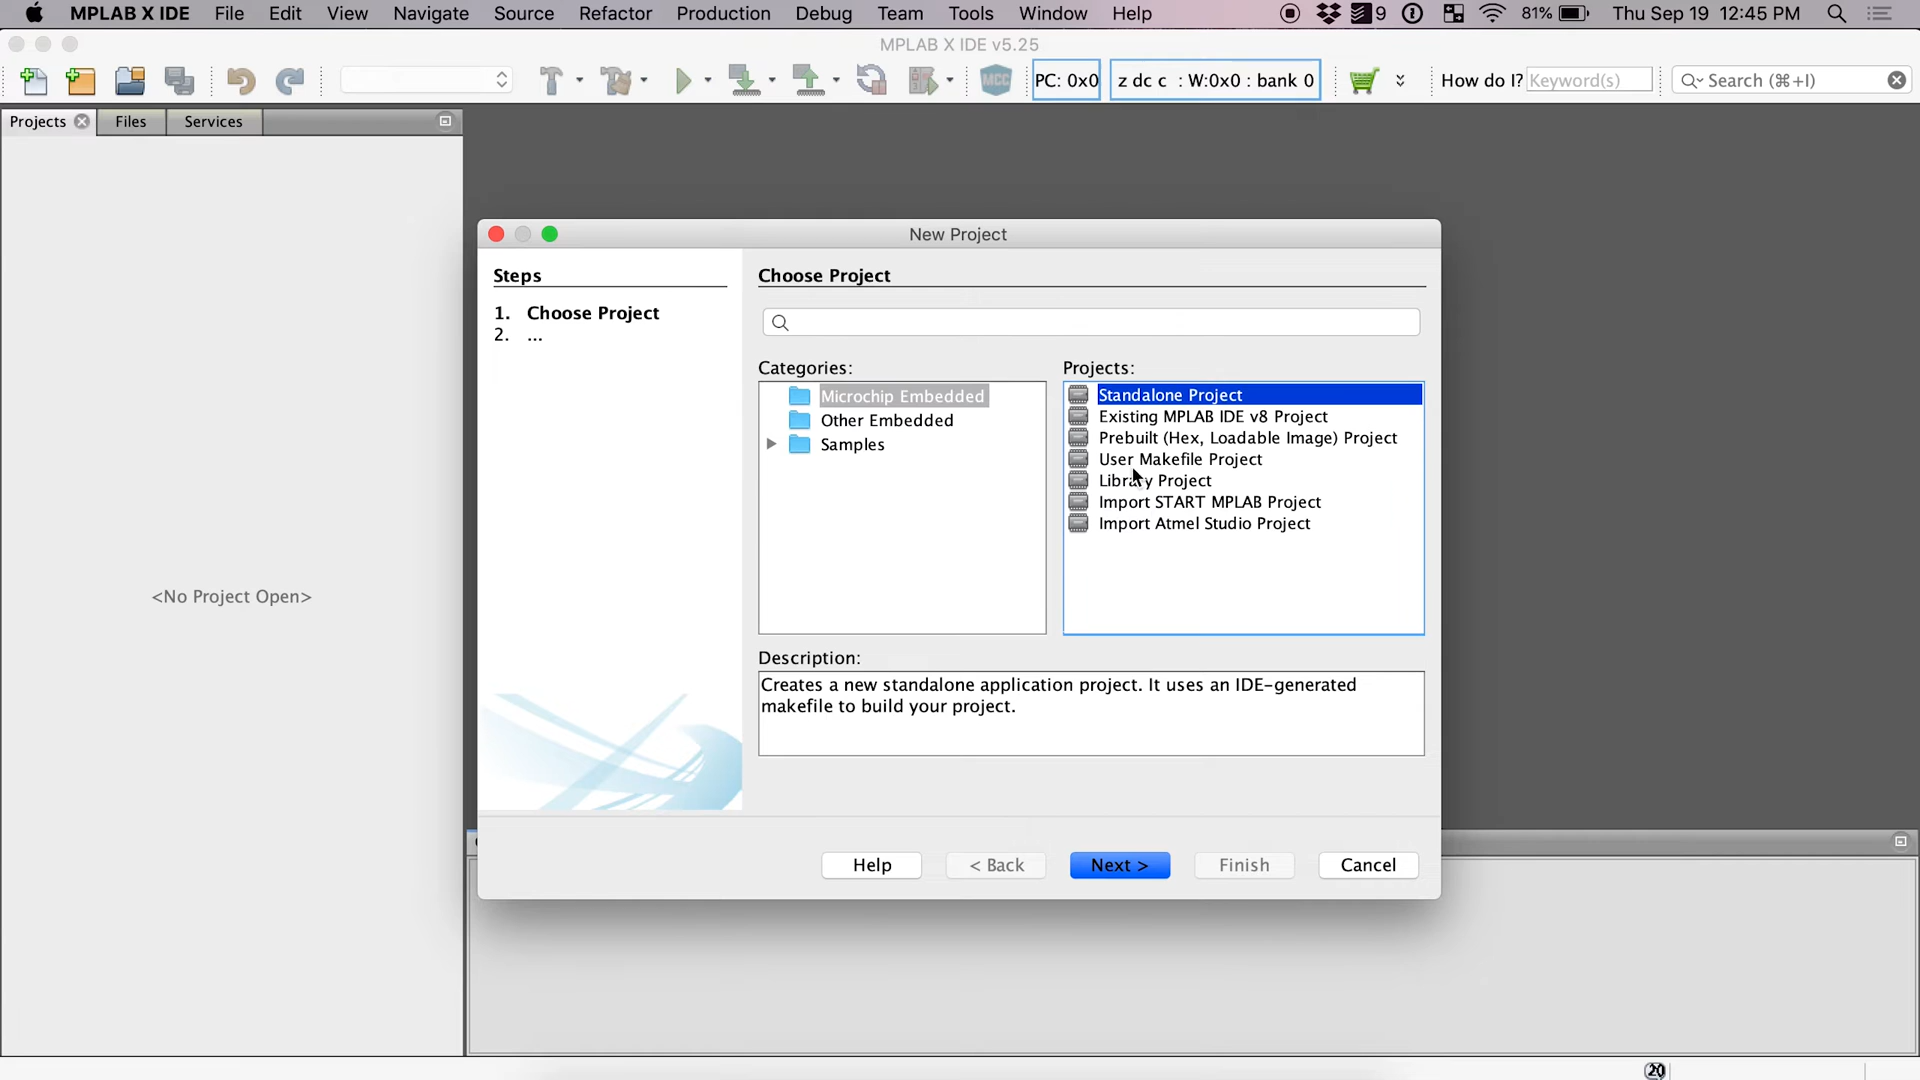 MPLAB X IDE File Edit View Navigate Source Refactor Production Debug Team Tools Window Help 9 81% Thu Sep 19 12:45 PM
MPLAB X IDE v5.25
MCC PC: 0x0 z dc c : W:0x0 : bank 0 How do I? Keyword(s) Search (⌘+I)
Projects Files Services
New Project
Steps
1. Choose Project
2. ...
Choose Project
Categories:
Microchip Embedded
Other Embedded
Samples
Projects:
Standalone Project
Existing MPLAB IDE v8 Project
Prebuilt (Hex, Loadable Image) Project
User Makefile Project
Library Project
Import START MPLAB Project
Import Atmel Studio Project
<No Project Open>
Description:
Creates a new standalone application project. It uses an IDE-generated
makefile to build your project.
Help < Back Next > Finish Cancel
20